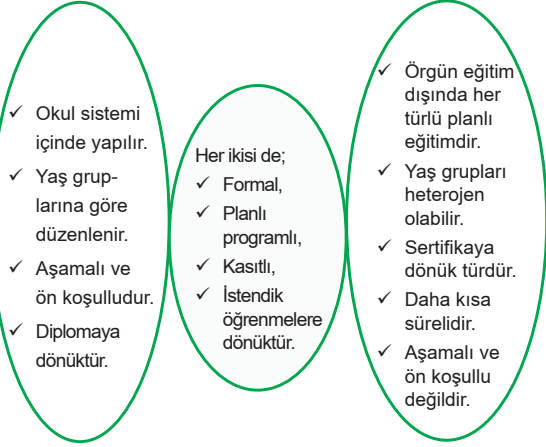 ✓ Okul sistemi
içinde yapılır.
✓ Yaş grup-
larına göre
düzenlenir.
✓ Aşamalı ve
ön koşulludur.
✓ Diplomaya
dönüktür.
Her ikisi de;
✓ Formal,
✓ Planlı
programlı,
✓ Kasıtlı,
✓ İstendik
öğrenmelere
dönüktür.
✓ Örgün eğitim
dışında her
türlü planlı
eğitimdir.
✓ Yaş grupları
heterojen
olabilir.
✓ Sertifikaya
dönük türdür.
✓ Daha kısa
sürelidir.
✓ Aşamalı ve
ön koşullu
değildir.